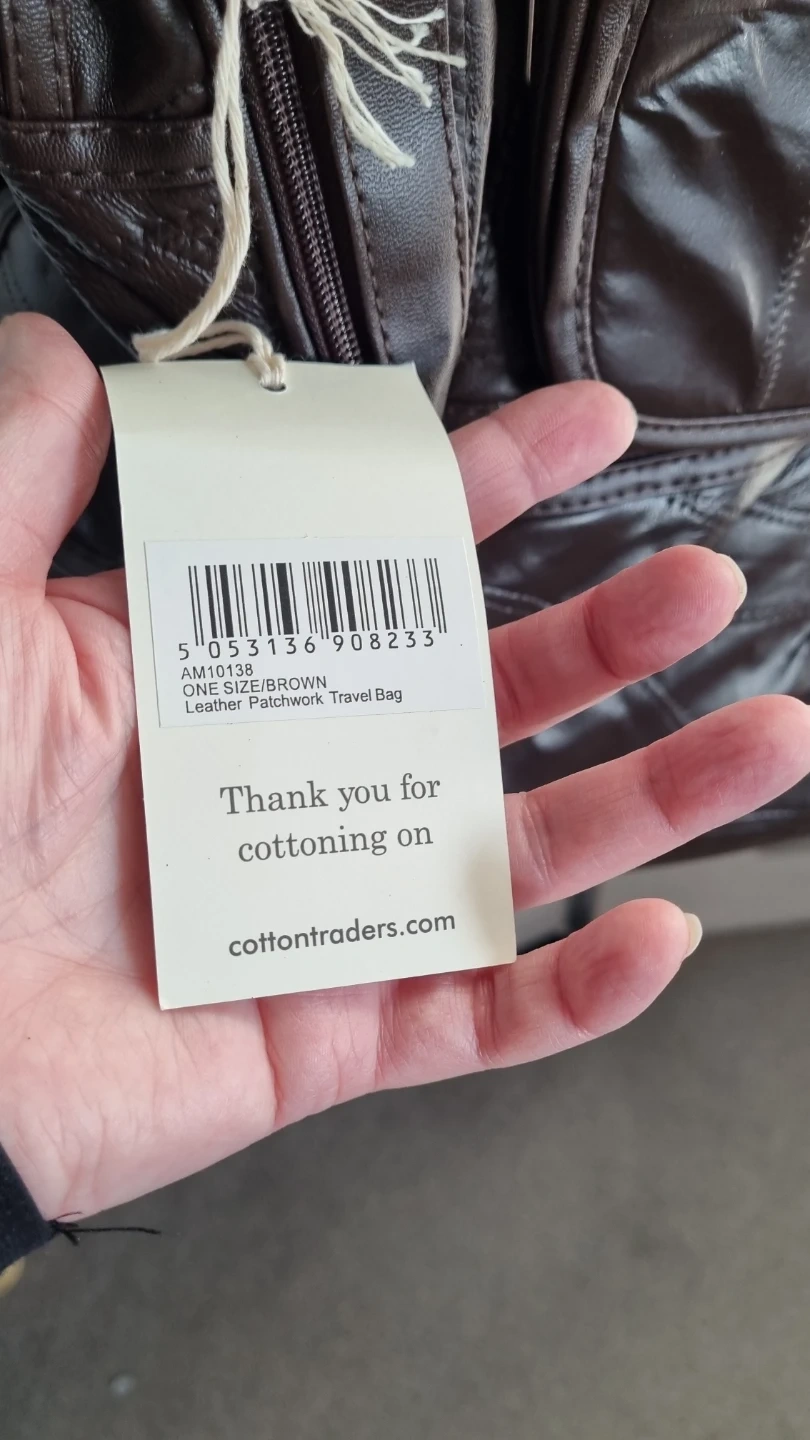 5 053136 908233
AM10138
ONE SIZE/BROWN
Leather Patchwork Travel Bag
Thank you for
cottoning on
cottontraders.com